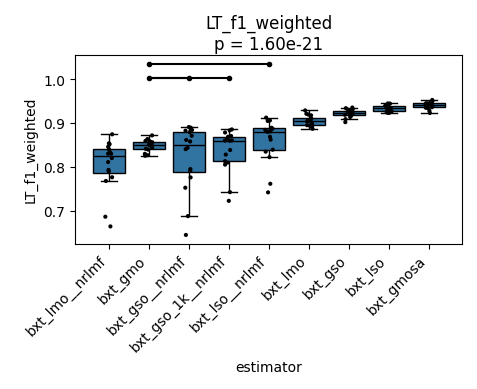 LT_f1_weighted
p = 1.60e-21
LT_f1_weighted
1.0
0.9
0.8
0.7
bxt_lmo__nrlmf
bxt_gmo
bxt_gso__nrlmf
bxt_gso_1k__nrlmf
bxt_lso__nrlmf
bxt_lmo
bxt_gso
bxt_lso
bxt_gmosa
estimator